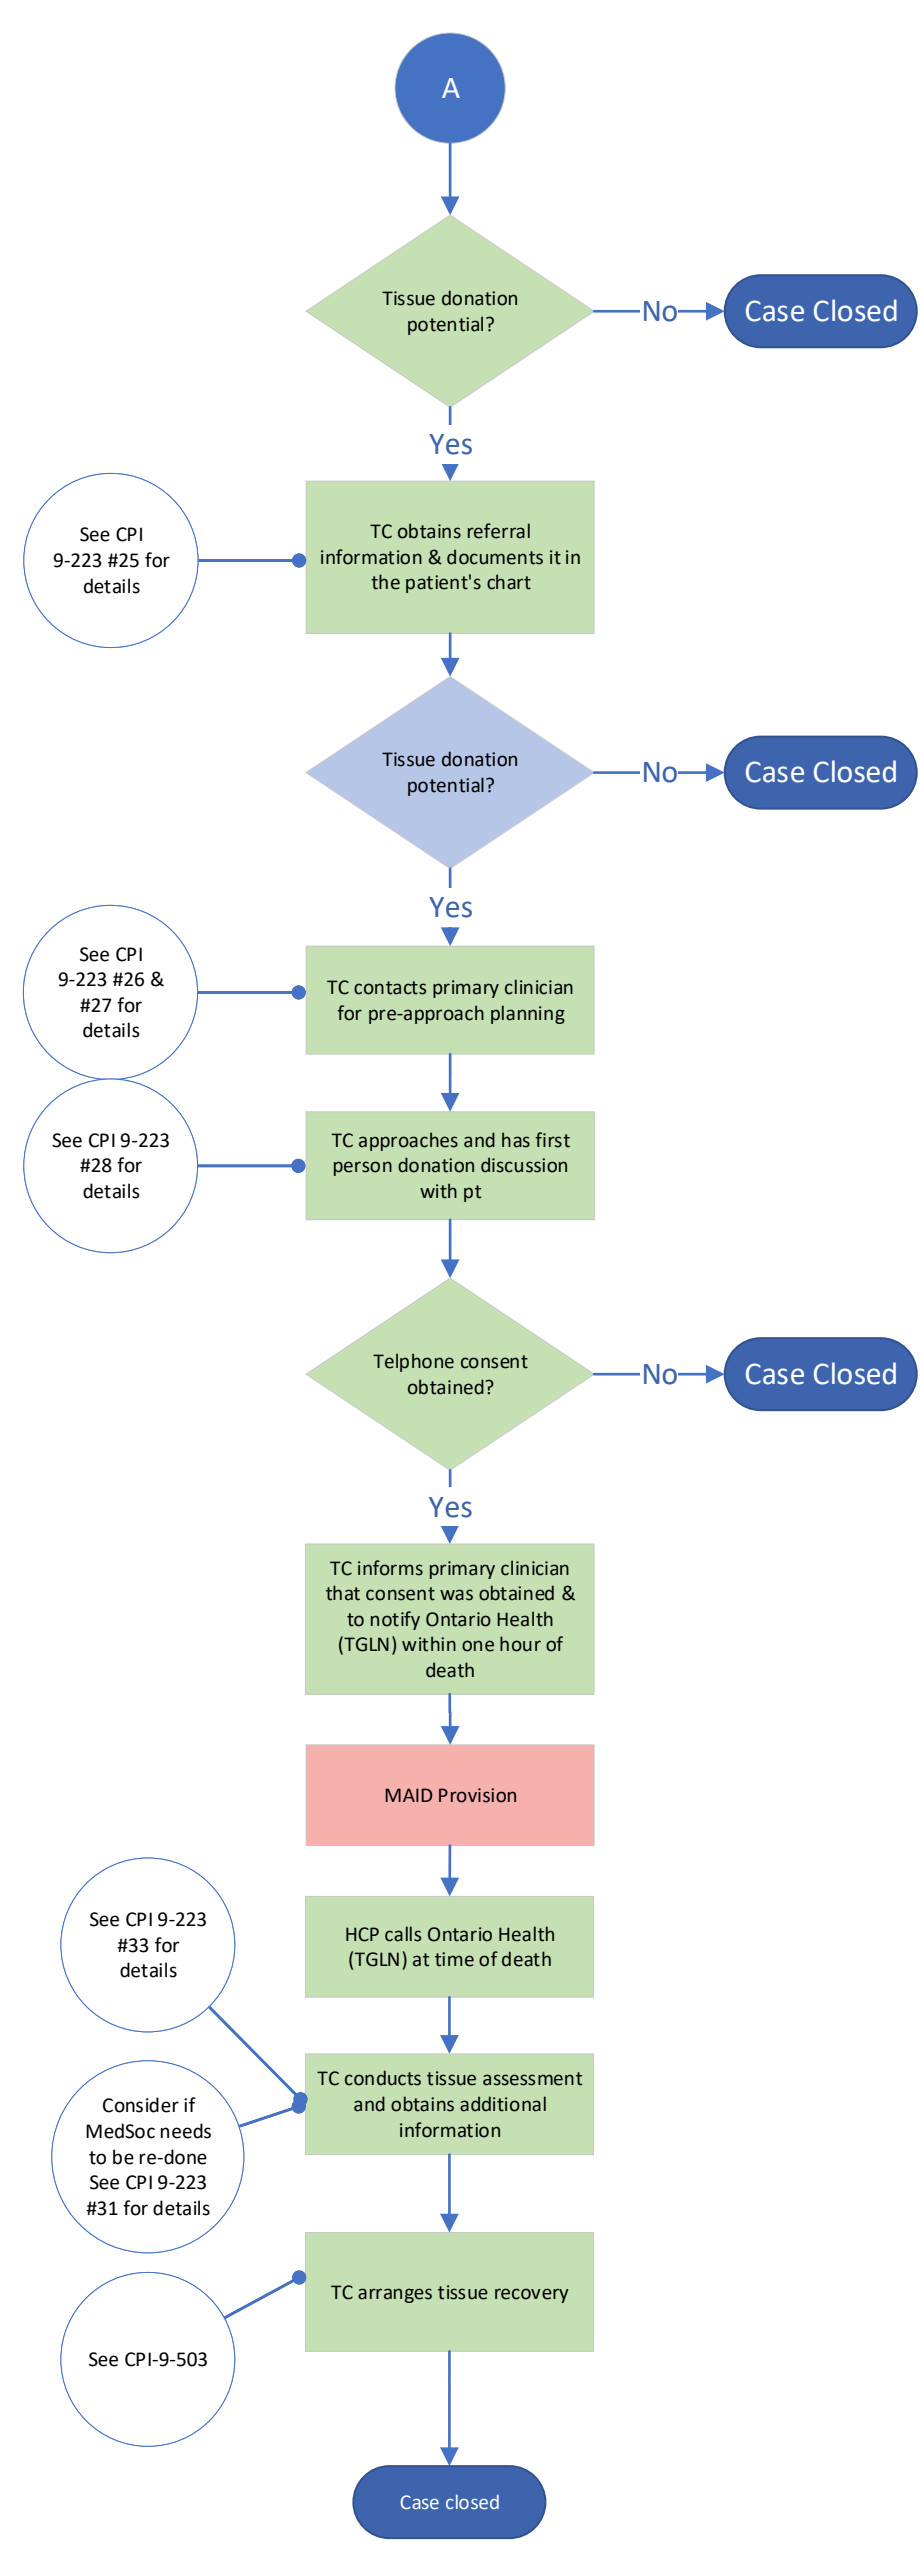 A
Tissue donation
potential?
No
Case Closed
Yes
See CPI
9-223 #25 for
details
TC obtains referral
information & documents it in
the patient's chart
Tissue donation
potential?
No
Case Closed
Yes
See CPI
9-223 #26 &
#27 for
details
TC contacts primary clinician
for pre-approach planning
See CPI 9-223
#28 for
details
TC approaches and has first
person donation discussion
with pt
Telphone consent
obtained?
No
Case Closed
Yes
TC informs primary clinician
that consent was obtained &
to notify Ontario Health
(TGLN) within one hour of
death
MAID Provision
HCP calls Ontario Health
(TGLN) at time of death
See CPI 9-223
#33 for
details
TC conducts tissue assessment
and obtains additional
information
Consider if
MedSoc needs
to be re-done
See CPI 9-223
#31 for details
TC arranges tissue recovery
See CPI-9-503
Case closed